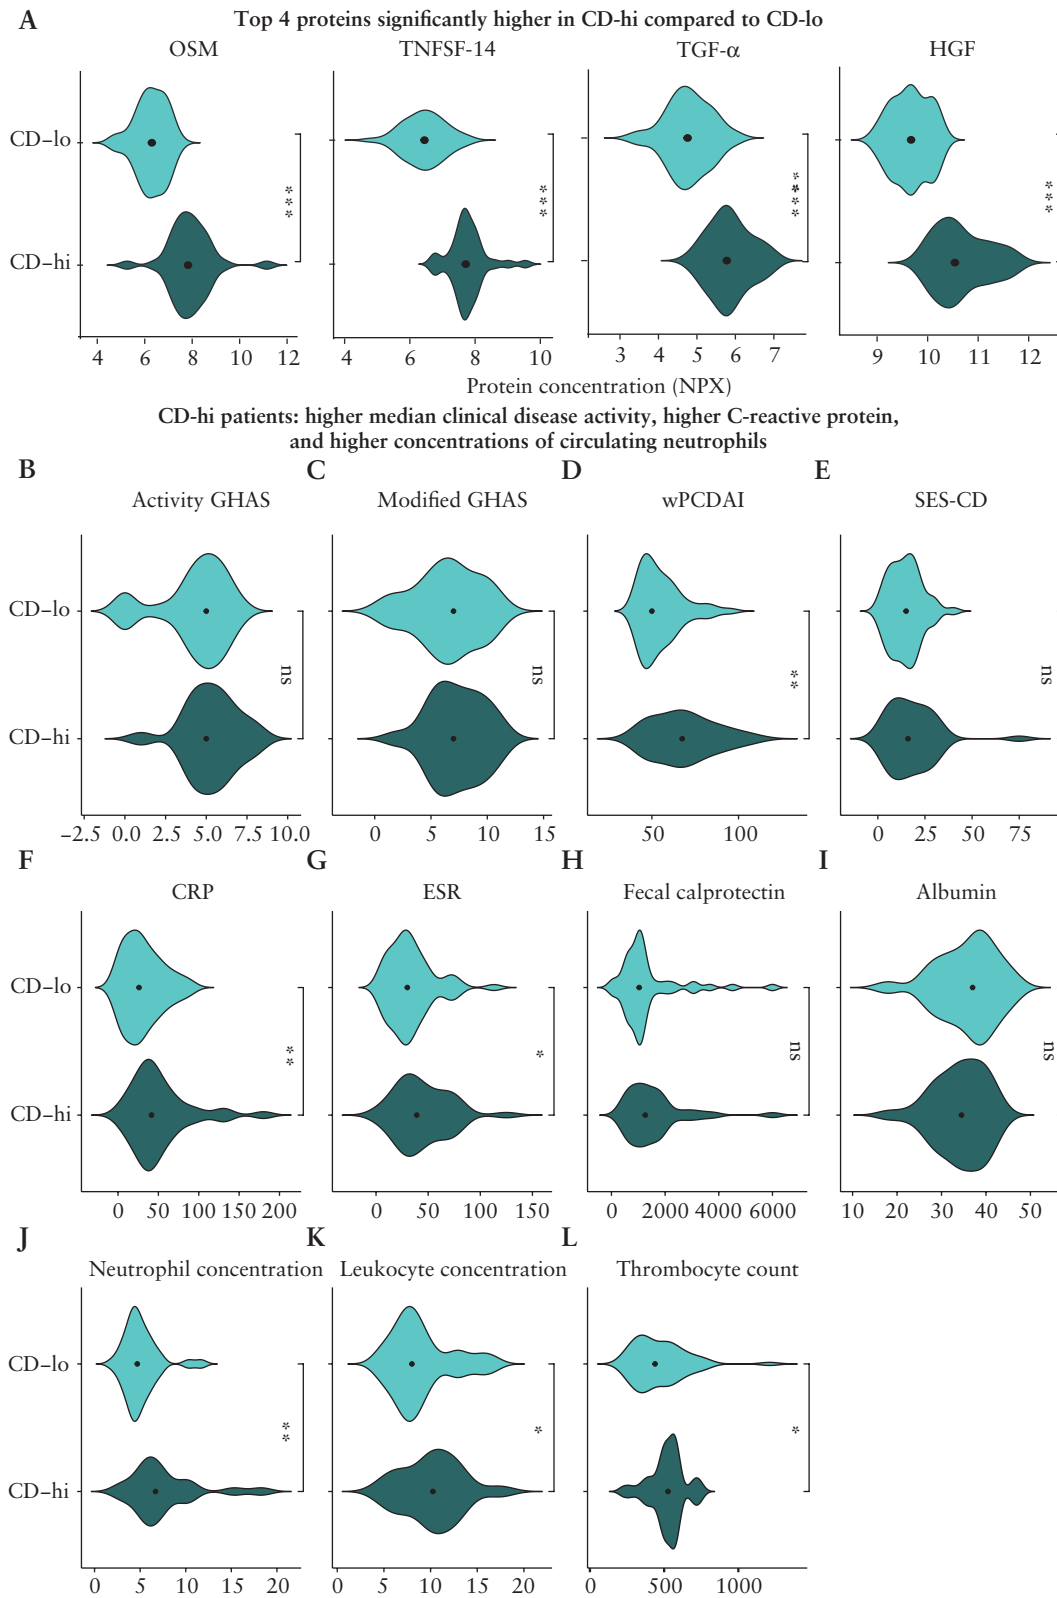 A
Top 4 proteins significantly higher in CD-hi compared to CD-lo
OSM TNFSF-14 TGF-α HGF
CD–lo
***
***
****
***
CD–hi
4 6 8 10 12 4 6 8 10 3 4 5 6 7 9 10 11 12
Protein concentration (NPX)
CD-hi patients: higher median clinical disease activity, higher C-reactive protein,
and higher concentrations of circulating neutrophils
B C D E
Activity GHAS Modified GHAS wPCDAI SES-CD
CD–lo
ns ns ** ns
CD–hi
–2.5 0.0 2.5 5.0 7.5 10.0 0 5 10 15 50 100 0 25 50 75
F G H I
CRP ESR Fecal calprotectin Albumin
CD–lo
** * ns ns
CD–hi
0 50 100 150 200 0 50 100 150 0 2000 4000 6000 10 20 30 40 50
J K L
Neutrophil concentration Leukocyte concentration Thrombocyte count
CD–lo
** * *
CD–hi
0 5 10 15 20 0 5 10 15 20 0 500 1000